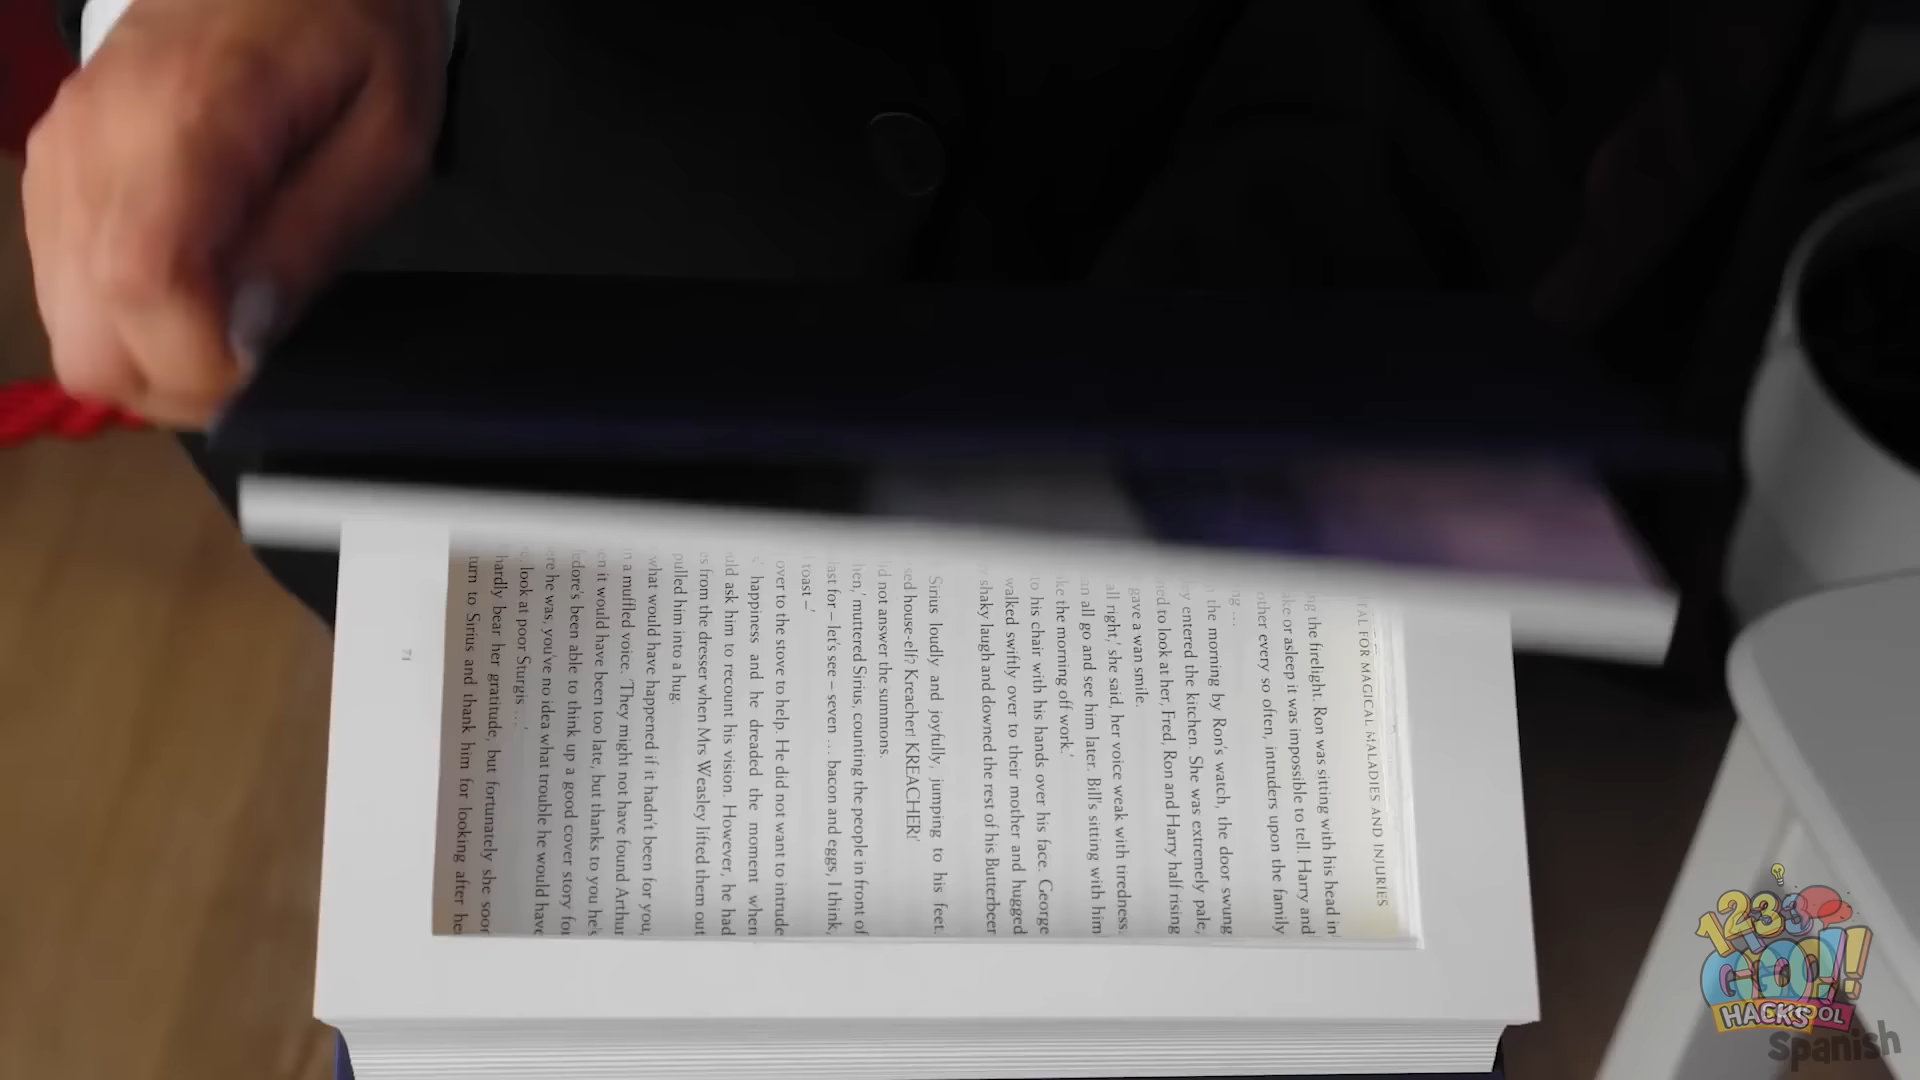 TAL FOR MAGICAL MALADIES AND INJURIES
the firelight. Ron was sitting with his head in
or asleep it was impossible to tell. Harry and
other every so often, intruders upon the family
...
the morning by Ron's watch, the door swung
entered the kitchen. She was extremely pale,
to look at her, Fred, Ron and Harry half rising
gave a wan smile.
all right,' she said, her voice weak with tiredness.
all go and see him later. Bill's sitting with him
the morning off work.'
to his chair with his hands over his face. George
walked swiftly over to their mother and hugged
shaky laugh and downed the rest of his Butterbeer
Sirius loudly and joyfully, jumping to his feet.
sed house-elf? Kreacher! KREACHER!'
not answer the summons.
muttered Sirius, counting the people in front of
for – let's see – seven ... bacon and eggs, I think,
toast –'
over to the stove to help. He did not want to intrude
happiness and he dreaded the moment when
ask him to recount his vision. However, he had
from the dresser when Mrs Weasley lifted them out
pulled him into a hug.
what would have happened if it hadn't been for you,'
a muffled voice. 'They might not have found Arthur
it would have been too late, but thanks to you he's
been able to think up a good cover story for
he was, you've no idea what trouble he would have
look at poor Sturgis ...'
hardly bear her gratitude, but fortunately she soon
turn to Sirius and thank him for looking after her
71
123
GO!
HACKS
OL
Spanish